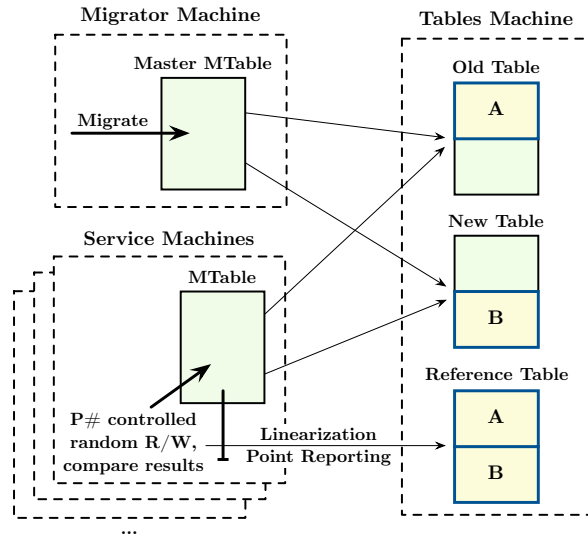 Migrator Machine
Master MTable
Migrate
Tables Machine
Old Table
A
New Table
B
Reference Table
A
B
Service Machines
MTable
P# controlled
random R/W,
compare results
Linearization
Point Reporting
...